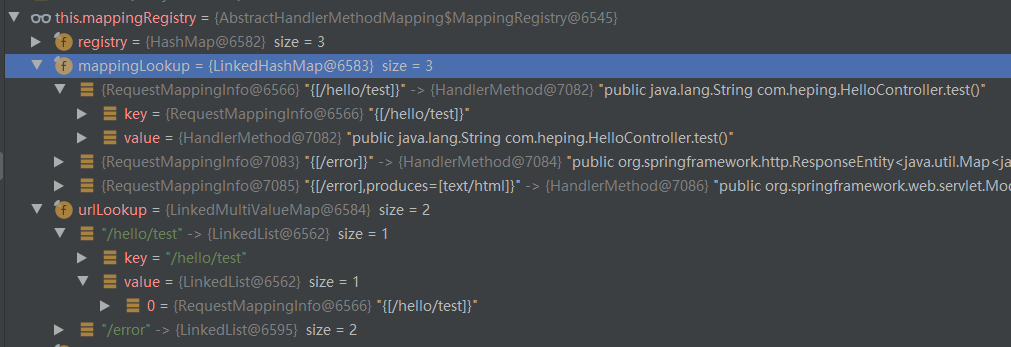 this.mappingRegistry = {AbstractHandlerMethodMapping$MappingRegistry@6545}
registry = {HashMap@6582} size = 3
mappingLookup = {LinkedHashMap@6583} size = 3
{RequestMappingInfo@6566} "{[/hello/test]}" -> {HandlerMethod@7082} "public java.lang.String com.heping.HelloController.test()"
key = {RequestMappingInfo@6566} "{[/hello/test]}"
value = {HandlerMethod@7082} "public java.lang.String com.heping.HelloController.test()"
{RequestMappingInfo@7083} "{[/error]}" -> {HandlerMethod@7084} "public org.springframework.http.ResponseEntity<java.util.Map<ja
{RequestMappingInfo@7085} "{[/error],produces=[text/html]}" -> {HandlerMethod@7086} "public org.springframework.web.servlet.Moc
urlLookup = {LinkedMultiValueMap@6584} size = 2
"/hello/test" -> {LinkedList@6562} size = 1
key = "/hello/test"
value = {LinkedList@6562} size = 1
0 = {RequestMappingInfo@6566} "{[/hello/test]}"
"/error" -> {LinkedList@6595} size = 2